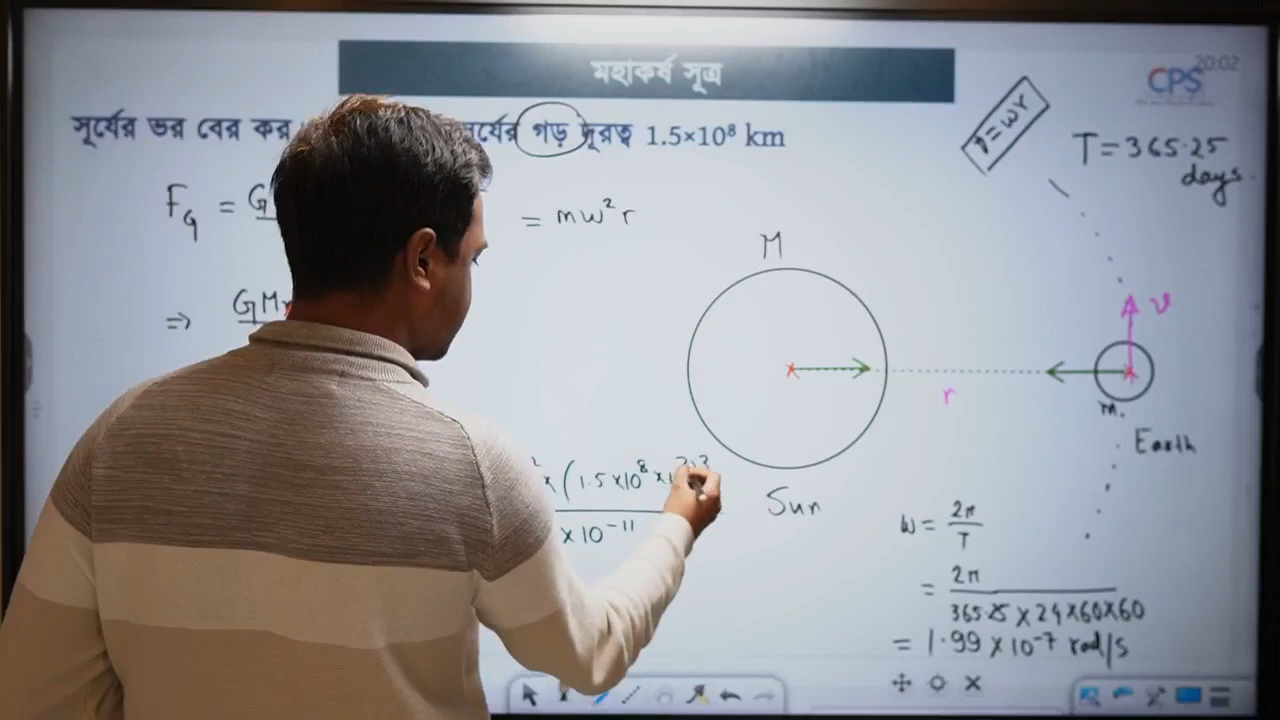 মহাকর্ষ সূত্র
20:02
CPS
সূর্যের ভর বের কর গড় দূরত্ব 1.5×10⁸ km
v = ωr
T = 365.25
days.
F_G = G = mω²r
M
⇒ GM
v
r
m.
Earth
² × (1.5 × 10⁸ ×
× 10⁻¹¹
Sun
ω = 2π/T
= 2π/(365.25 × 24 × 60 × 60)
= 1.99 × 10⁻⁷ rad/s